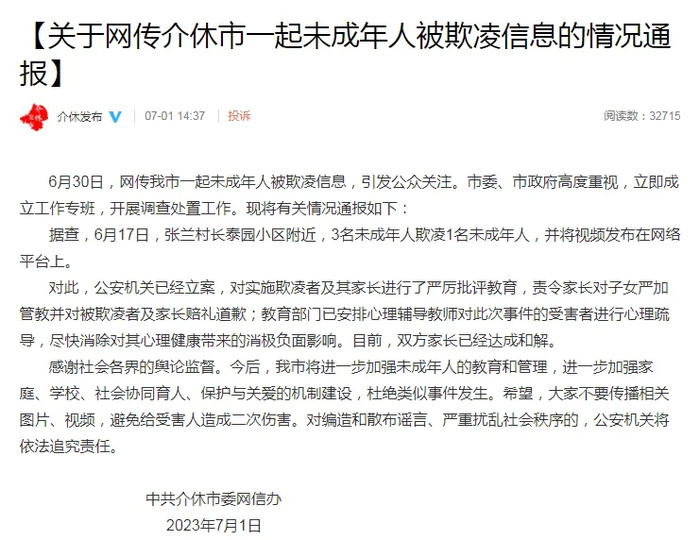 【关于网传介休市一起未成年人被欺凌信息的情况通
报】
介休发布 07-01 14:37 投诉 阅读数：32715
6月30日，网传我市一起未成年人被欺凌信息，引发公众关注。市委、市政府高度重视，立即成
立工作专班，开展调查处置工作。现将有关情况通报如下：
据查，6月17日，张兰村长泰园小区附近，3名未成年人欺凌1名未成年人，并将视频发布在网络
平台上。
对此，公安机关已经立案，对实施欺凌者及其家长进行了严厉批评教育，责令家长对子女严加
管教并对被欺凌者及家长赔礼道歉；教育部门已安排心理辅导教师对此次事件的受害者进行心理疏
导，尽快消除对其心理健康带来的消极负面影响。目前，双方家长已经达成和解。
感谢社会各界的舆论监督。今后，我市将进一步加强未成年人的教育和管理，进一步加强家
庭、学校、社会协同育人、保护与关爱的机制建设，杜绝类似事件发生。希望，大家不要传播相关
图片、视频，避免给受害人造成二次伤害。对编造和散布谣言、严重扰乱社会秩序的，公安机关将
依法追究责任。
中共介休市委网信办
2023年7月1日